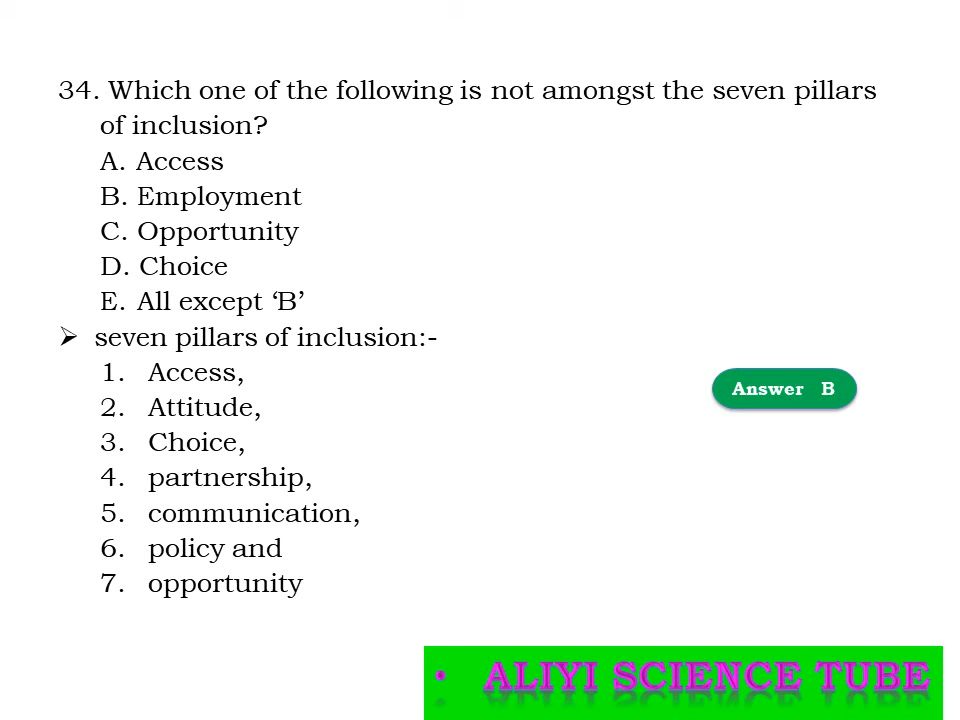 34. Which one of the following is not amongst the seven pillars
of inclusion?
A. Access
B. Employment
C. Opportunity
D. Choice
E. All except ‘B’
➢ seven pillars of inclusion:-
1. Access,
2. Attitude,
3. Choice,
4. partnership,
5. communication,
6. policy and
7. opportunity
Answer B
• ALIYI SCIENCE TUBE